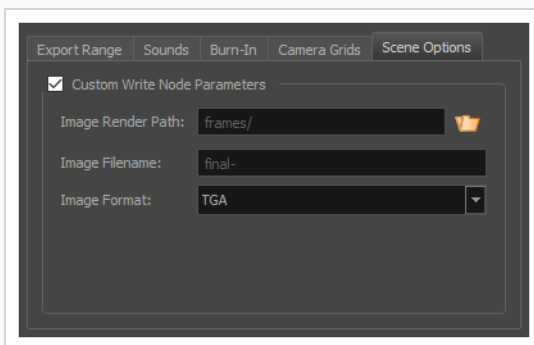 Export Range Sounds Burn-In Camera Grids Scene Options
Custom Write Node Parameters
Image Render Path: frames/
Image Filename: final-
Image Format: TGA